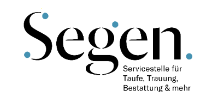 Segen.
Servicestelle für
Taufe, Trauung,
Bestattung & mehr